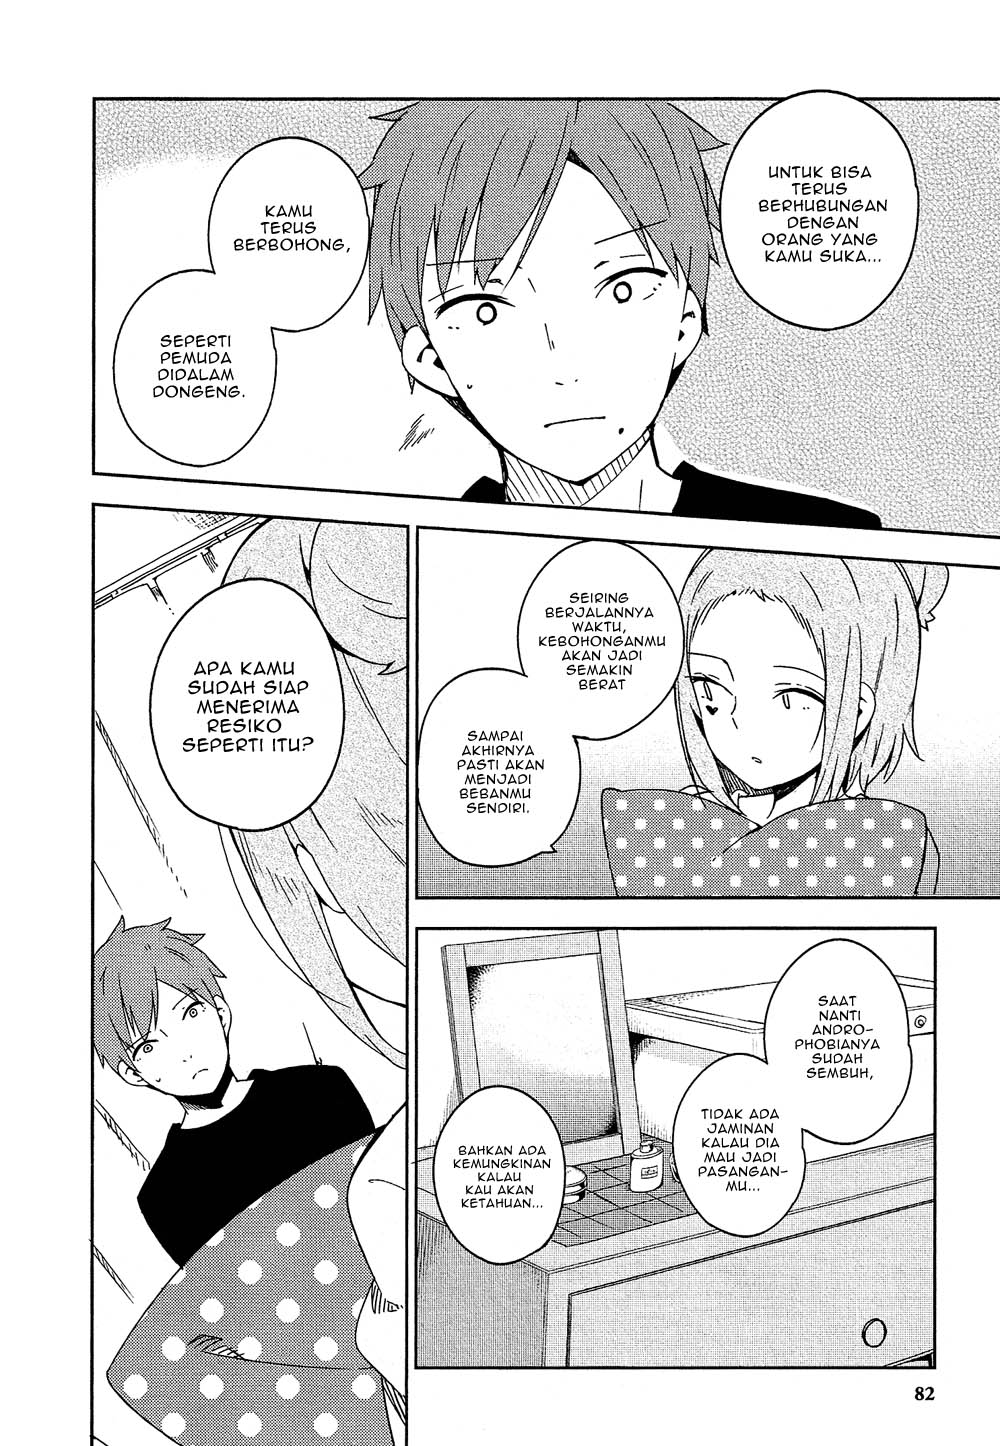 UNTUK BISA
TERUS
BERHUBUNGAN
DENGAN
ORANG YANG
KAMU SUKA...
KAMU
TERUS
BERBOHONG,
SEPERTI
PEMUDA
DIDALAM
DONGENG.
SEIRING
BERJALANNYA
WAKTU,
KEBOHONGANMU
AKAN JADI
SEMAKIN
BERAT
SAMPAI
AKHIRNYA
PASTI AKAN
MENJADI
BEBANMU
SENDIRI.
SAAT
NANTI
ANDRO-
PHOBIANYA
SUDAH
SEMBUH,
TIDAK ADA
JAMINAN
KALAU DIA
MAU JADI
PASANGAN-
MU...
BAHKAN ADA
KEMUNGKINAN
KALAU
KAU AKAN
KETAHUAN...
APA KAMU
SUDAH SIAP
MENERIMA
RESIKO
SEPERTI ITU?
82